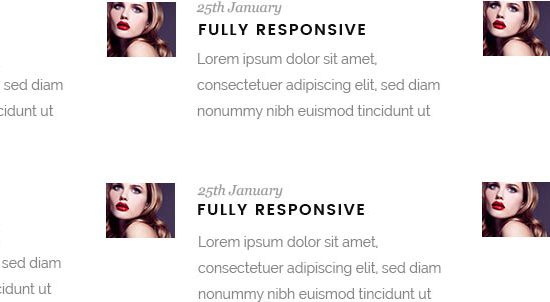 25th January
FULLY RESPONSIVE
Lorem ipsum dolor sit amet,
consectetuer adipiscing elit, sed diam
nonummy nibh euismod tincidunt ut
sed diam
cidunt ut
25th January
FULLY RESPONSIVE
Lorem ipsum dolor sit amet,
consectetuer adipiscing elit, sed diam
nonummy nibh euismod tincidunt ut
sed diam
cidunt ut